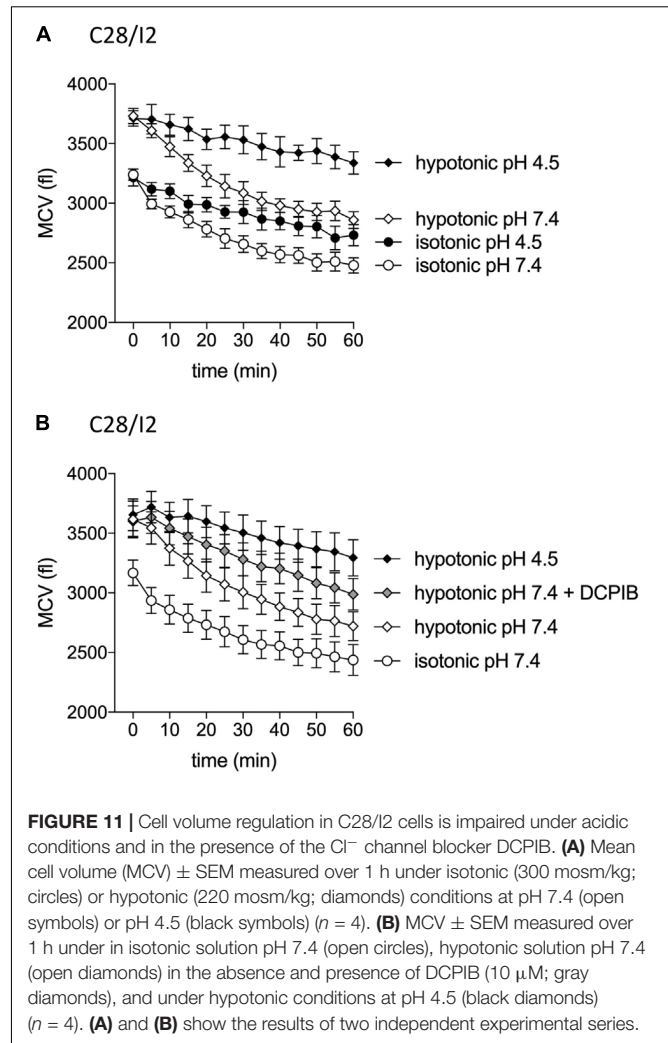 A C28/I2
4000
3500
3000
2500
2000
MCV (fl)
0 10 20 30 40 50 60
time (min)
hypotonic pH 4.5
hypotonic pH 7.4
isotonic pH 4.5
isotonic pH 7.4
B C28/I2
4000
3500
3000
2500
2000
MCV (fl)
0 10 20 30 40 50 60
time (min)
hypotonic pH 4.5
hypotonic pH 7.4 + DCPIB
hypotonic pH 7.4
isotonic pH 7.4
FIGURE 11 | Cell volume regulation in C28/I2 cells is impaired under acidic
conditions and in the presence of the Cl⁻ channel blocker DCPIB. (A) Mean
cell volume (MCV) ± SEM measured over 1 h under isotonic (300 mosm/kg;
circles) or hypotonic (220 mosm/kg; diamonds) conditions at pH 7.4 (open
symbols) or pH 4.5 (black symbols) (n = 4). (B) MCV ± SEM measured over
1 h under in isotonic solution pH 7.4 (open circles), hypotonic solution pH 7.4
(open diamonds) in the absence and presence of DCPIB (10 μM; gray
diamonds), and under hypotonic conditions at pH 4.5 (black diamonds)
(n = 4). (A) and (B) show the results of two independent experimental series.